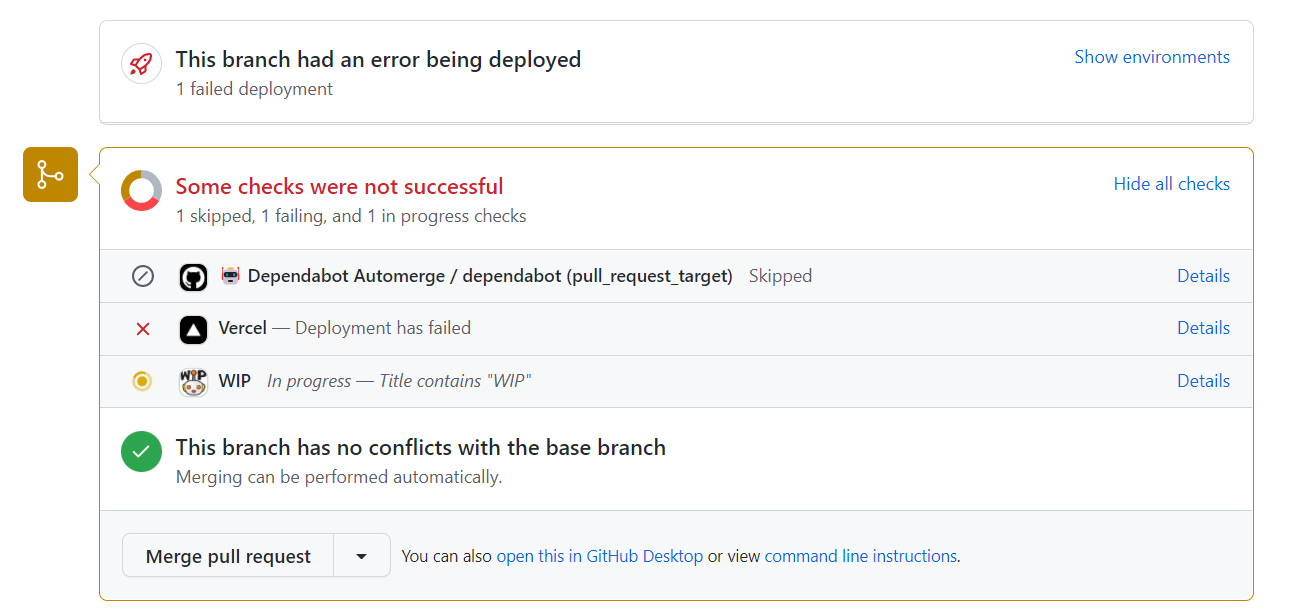 This branch had an error being deployed
Show environments
1 failed deployment
Some checks were not successful
Hide all checks
1 skipped, 1 failing, and 1 in progress checks
Dependabot Automerge / dependabot (pull_request_target) Skipped
Details
Vercel — Deployment has failed
Details
WIP
WIP In progress — Title contains "WIP"
Details
This branch has no conflicts with the base branch
Merging can be performed automatically.
Merge pull request
You can also open this in GitHub Desktop or view command line instructions.